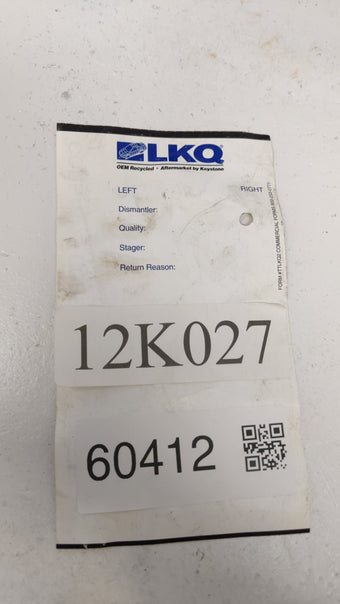 LKQ
OEM Recycled • Aftermarket by Keystone
LEFT RIGHT
Dismantler:
Quality:
Stager:
Return Reason:
12K027
60412